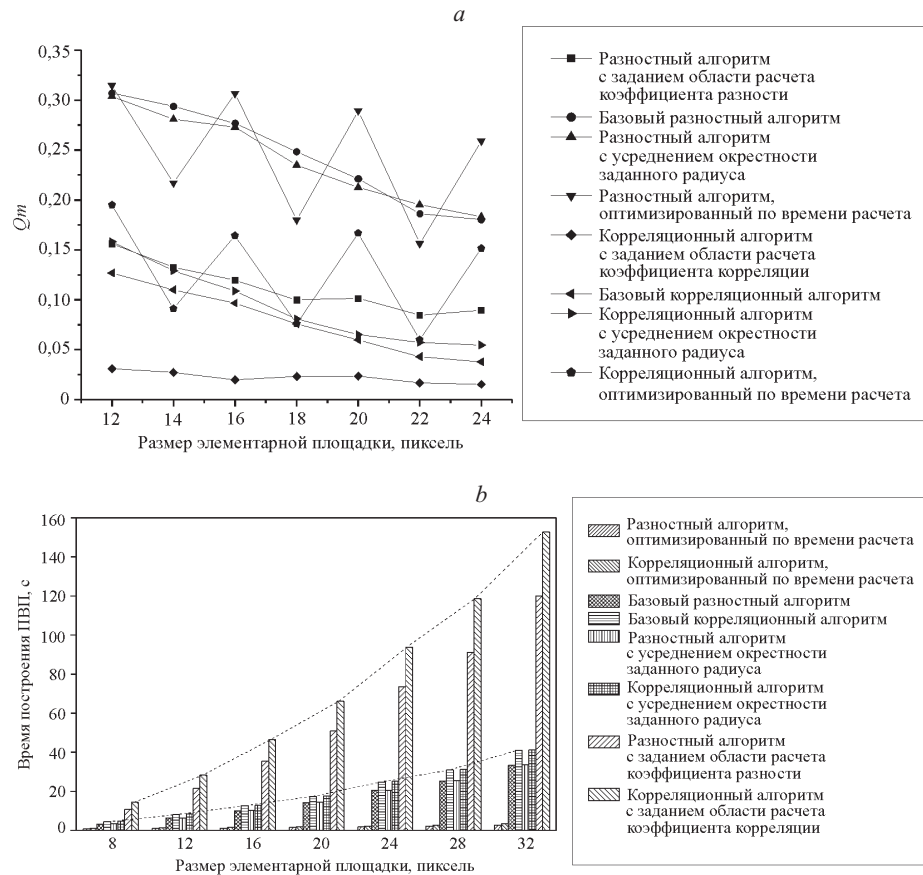 a
0,35
0,30
0,25
0,20
0,15
0,10
0,05
0
Qm
12 14 16 18 20 22 24
Размер элементарной площадки, пиксель
Разностный алгоритм
с заданием области расчета
коэффициента разности
Базовый разностный алгоритм
Разностный алгоритм
с усреднением окрестности
заданного радиуса
Разностный алгоритм,
оптимизированный по времени расчета
Корреляционный алгоритм
с заданием области расчета
коэффициента корреляции
Базовый корреляционный алгоритм
Корреляционный алгоритм
с усреднением окрестности
заданного радиуса
Корреляционный алгоритм,
оптимизированный по времени расчета
b
160
140
120
100
80
60
40
20
0
Время построения ПВП, с
8 12 16 20 24 28 32
Размер элементарной площадки, пиксель
Разностный алгоритм,
оптимизированный по времени расчета
Корреляционный алгоритм,
оптимизированный по времени расчета
Базовый разностный алгоритм
Базовый корреляционный алгоритм
Разностный алгоритм
с усреднением окрестности
заданного радиуса
Корреляционный алгоритм
с усреднением окрестности
заданного радиуса
Разностный алгоритм
с заданием области расчета
коэффициента разности
Корреляционный алгоритм
с заданием области расчета
коэффициента корреляции